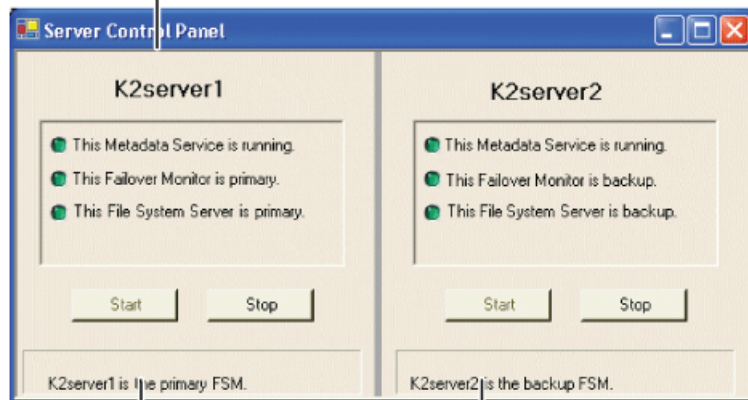 Server Control Panel
K2server1
This Metadata Service is running.
This Failover Monitor is primary.
This File System Server is primary.
Start
Stop
K2server1 is the primary FSM.
K2server2
This Metadata Service is running.
This Failover Monitor is backup.
This File System Server is backup.
Start
Stop
K2server2 is the backup FSM.